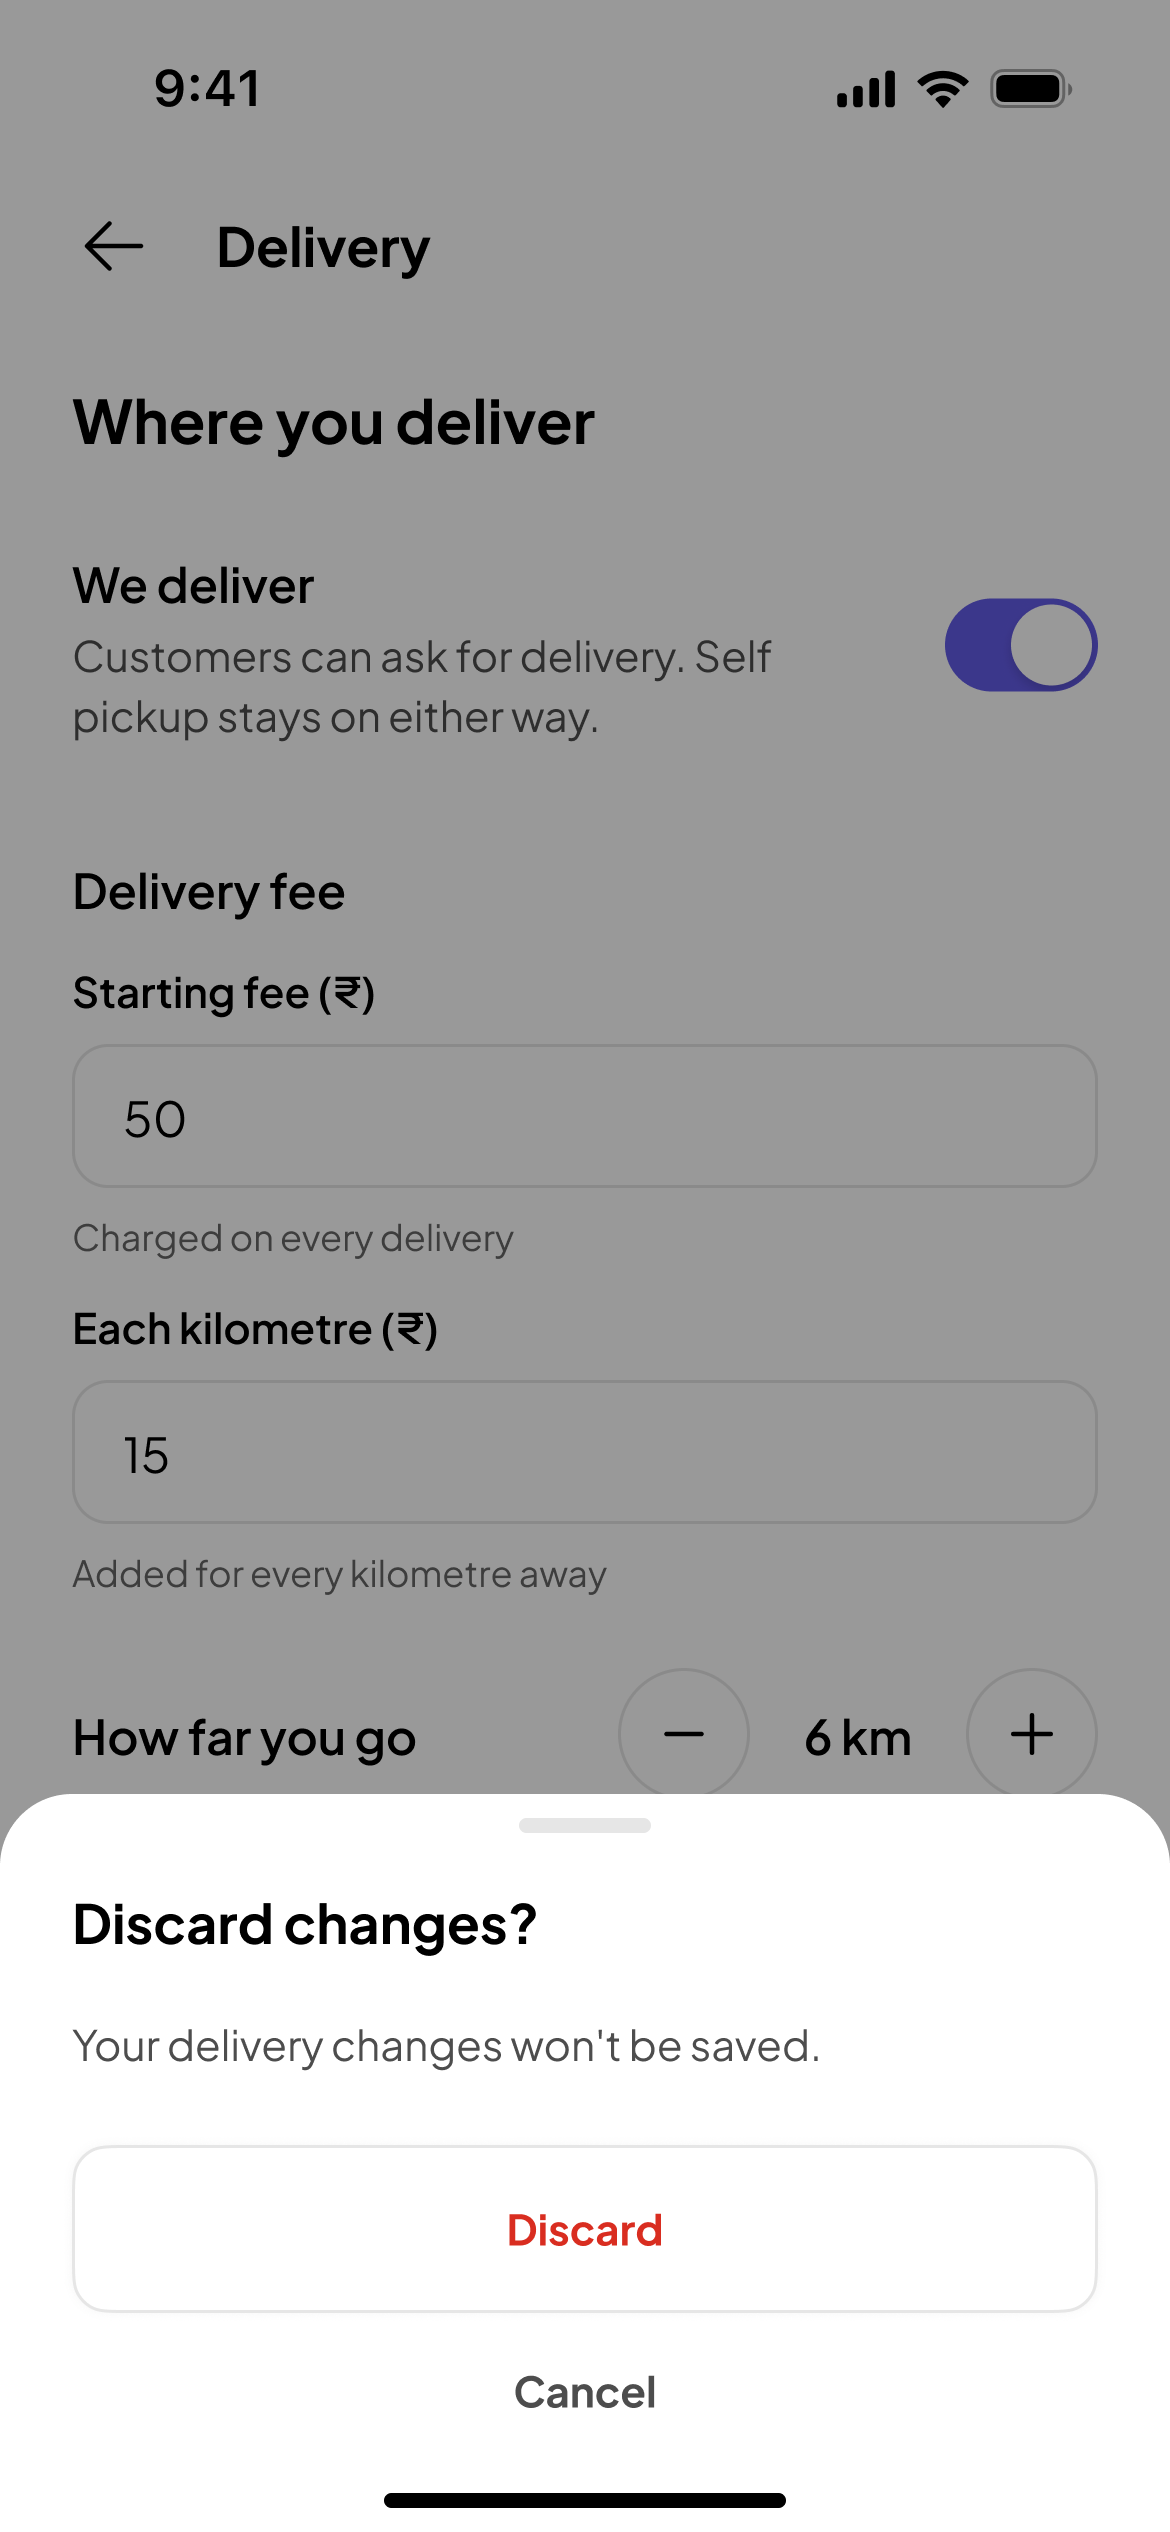 9:41
Delivery
Where you deliver
We deliver
Customers can ask for delivery. Self
pickup stays on either way.
Delivery fee
Starting fee (₹)
50
Charged on every delivery
Each kilometre (₹)
15
Added for every kilometre away
How far you go
6 km
Discard changes?
Your delivery changes won't be saved.
Discard
Cancel